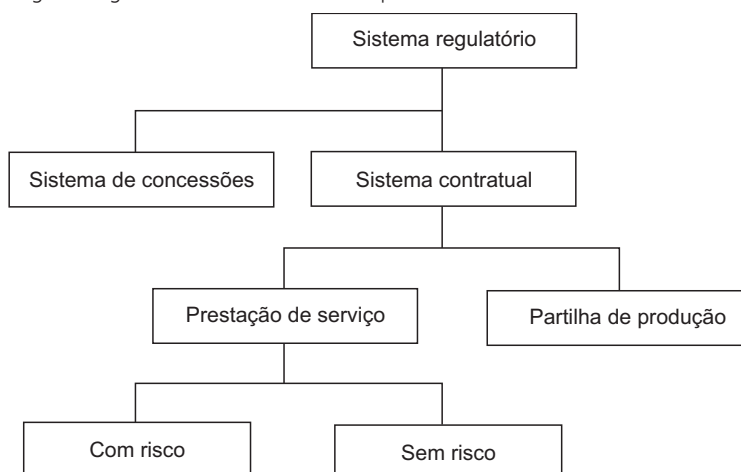 Sistema regulatório
Sistema de concessões
Sistema contratual
Prestação de serviço
Partilha de produção
Com risco
Sem risco